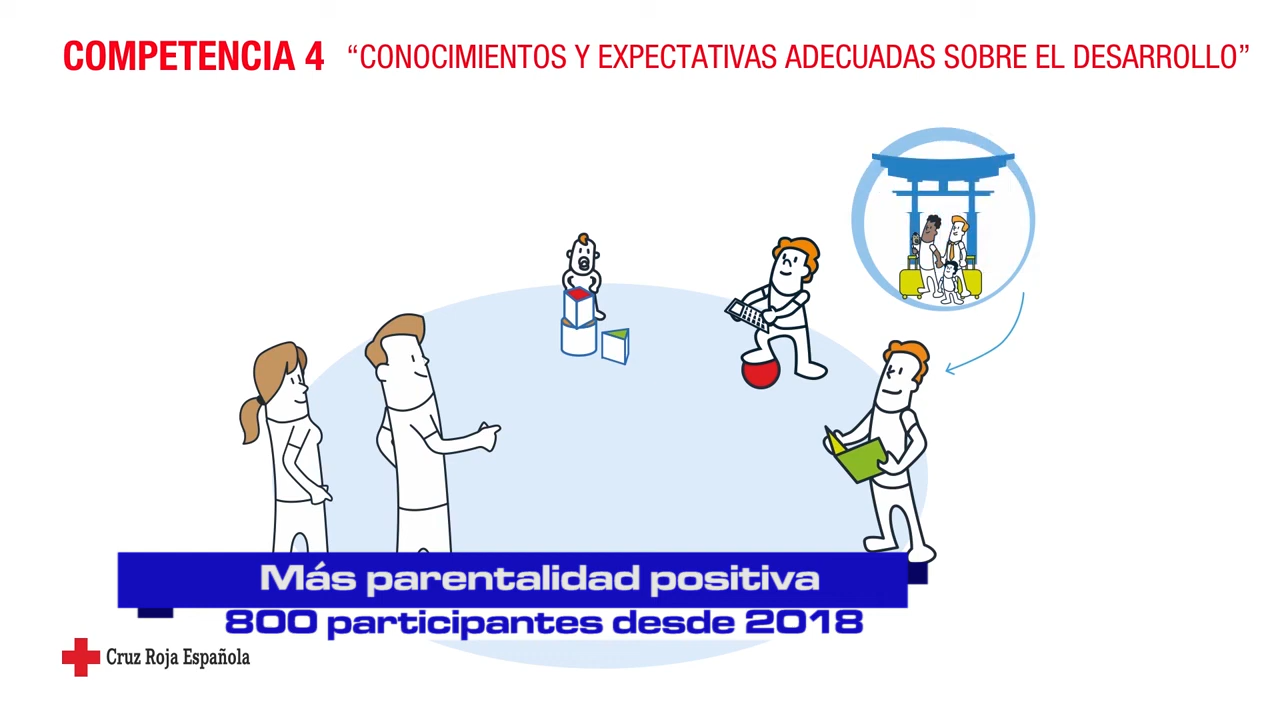 COMPETENCIA 4 “CONOCIMIENTOS Y EXPECTATIVAS ADECUADAS SOBRE EL DESARROLLO”
Más parentalidad positiva
800 participantes desde 2018
Cruz Roja Española